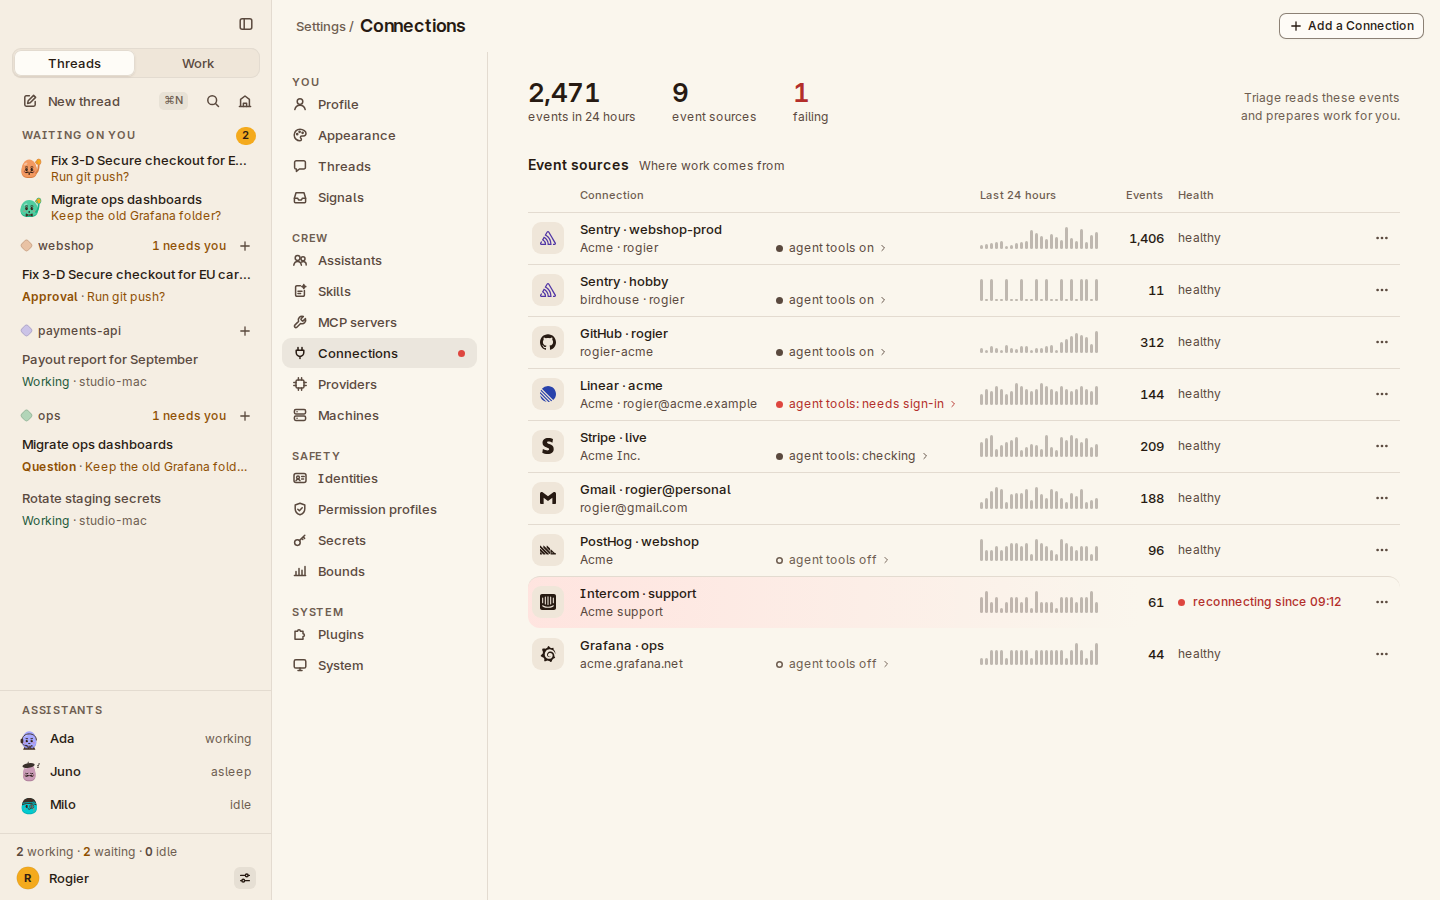 Threads
Work
New thread
⌘N
WAITING ON YOU
2
Fix 3-D Secure checkout for E...
Run git push?
Migrate ops dashboards
Keep the old Grafana folder?
webshop
1 needs you
Fix 3-D Secure checkout for EU car...
Approval · Run git push?
payments-api
Payout report for September
Working · studio-mac
ops
1 needs you
Migrate ops dashboards
Question · Keep the old Grafana fold...
Rotate staging secrets
Working · studio-mac
ASSISTANTS
Ada
working
Juno
asleep
Milo
idle
2 working · 2 waiting · 0 idle
R
Rogier
Settings / Connections
Add a Connection
YOU
Profile
Appearance
Threads
Signals
CREW
Assistants
Skills
MCP servers
Connections
Providers
Machines
SAFETY
Identities
Permission profiles
Secrets
Bounds
SYSTEM
Plugins
System
2,471
events in 24 hours
9
event sources
1
failing
Triage reads these events
and prepares work for you.
Event sources Where work comes from
Connection
Last 24 hours
Events
Health
Sentry · webshop-prod
Acme · rogier
agent tools on
1,406
healthy
Sentry · hobby
birdhouse · rogier
agent tools on
11
healthy
GitHub · rogier
rogier-acme
agent tools on
312
healthy
Linear · acme
Acme · rogier@acme.example
agent tools: needs sign-in
144
healthy
Stripe · live
Acme Inc.
agent tools: checking
209
healthy
Gmail · rogier@personal
rogier@gmail.com
188
healthy
PostHog · webshop
Acme
agent tools off
96
healthy
Intercom · support
Acme support
61
reconnecting since 09:12
Grafana · ops
acme.grafana.net
agent tools off
44
healthy